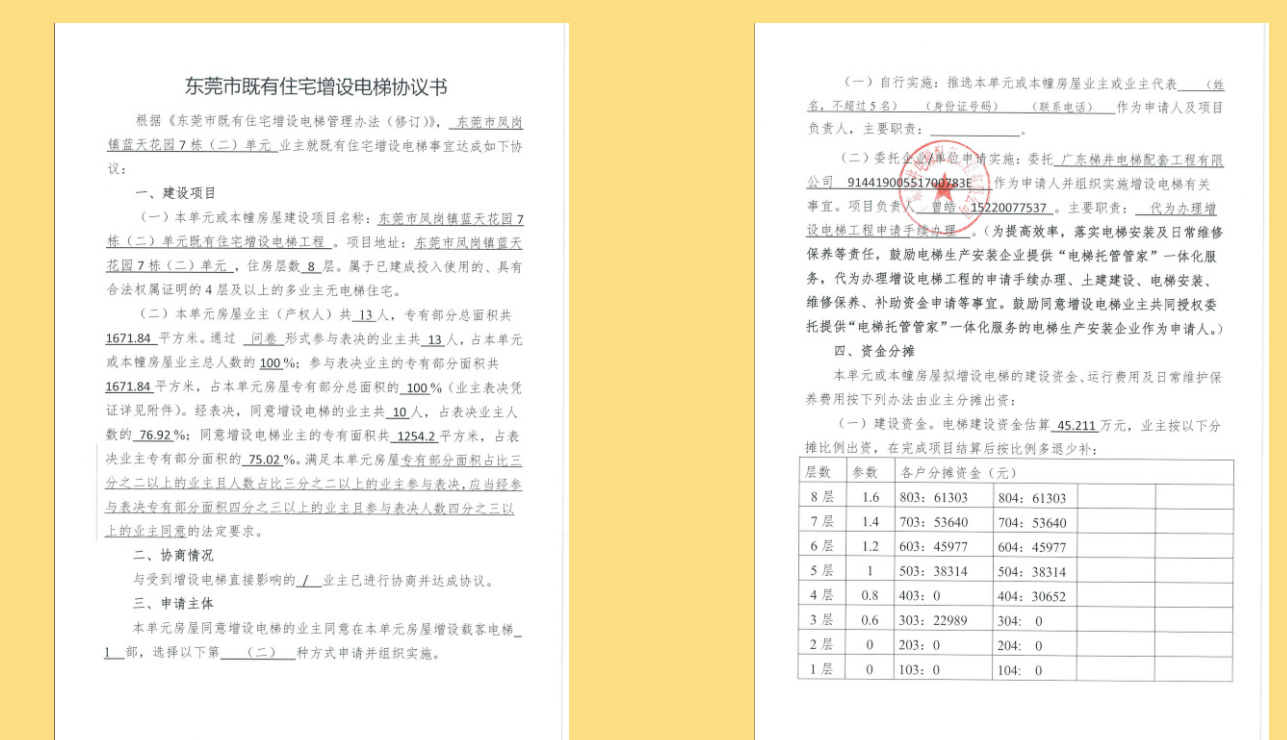 东莞市既有住宅增设电梯协议书
根据《东莞市既有住宅增设电梯管理办法（修订）》， 东莞市凤岗
镇蓝天花园 7 栋（二）单元 业主就既有住宅增设电梯事宜达成如下协
议：
一、建设项目
（一）本单元或本幢房屋建设项目名称：东莞市凤岗镇蓝天花园 7
栋（二）单元既有住宅增设电梯工程 。项目地址：东莞市凤岗镇蓝天
花园 7 栋（二）单元 ，住房层数 8 层。属于已建成投入使用的、具有
合法权属证明的 4 层及以上的多业主无电梯住宅。
（二）本单元房屋业主（产权人）共 13 人，专有部分总面积共
1671.84 平方米。通过 问卷 形式参与表决的业主共 13 人，占本单元
或本幢房屋业主总人数的 100 %；参与表决业主的专有部分面积共
1671.84 平方米，占本单元房屋专有部分总面积的 100 %（业主表决凭
证详见附件）。经表决，同意增设电梯的业主共 10 人，占表决业主人
数的 76.92 %；同意增设电梯业主的专有面积共 1254.2 平方米，占表
决业主专有部分面积的 75.02 %。满足本单元房屋专有部分面积占比三
分之二以上的业主且人数占比三分之二以上的业主参与表决，应当经参
与表决专有部分面积四分之三以上的业主且参与表决人数四分之三以
上的业主同意的法定要求。
二、协商情况
与受到增设电梯直接影响的 / 业主已进行协商并达成协议。
三、申请主体
本单元房屋同意增设电梯的业主同意在本单元房屋增设载客电梯
1 部，选择以下第 （二） 种方式申请并组织实施。
（一）自行实施：推选本单元或本幢房屋业主或业主代表 （姓
名，不超过 5 名） （身份证号码） （联系电话） 作为申请人及项目
负责人，主要职责： 。
（二）委托企业/单位申请实施：委托 广东梯井电梯配套工程有限
公司 91441900551700783E 作为申请人并组织实施增设电梯有关
事宜。项目负责人 曾皓 15220077537 。主要职责： 代为办理增
设电梯工程申请手续办理 。（为提高效率，落实电梯安装及日常维修
保养等责任，鼓励电梯生产安装企业提供“电梯托管管家”一体化服
务，代为办理增设电梯工程的申请手续办理、土建建设、电梯安装、
维修保养、补助资金申请等事宜。鼓励同意增设电梯业主共同授权委
托提供“电梯托管管家”一体化服务的电梯生产安装企业作为申请人。）
四、资金分摊
本单元或本幢房屋拟增设电梯的建设资金、运行费用及日常维护保
养费用按下列办法由业主分摊出资：
（一）建设资金。电梯建设资金估算 45.211 万元，业主按以下分
摊比例出资，在完成项目结算后按比例多退少补：
层数 参数 各户分摊资金（元）
8 层 1.6 803：61303 804：61303
7 层 1.4 703：53640 704：53640
6 层 1.2 603：45977 604：45977
5 层 1 503：38314 504：38314
4 层 0.8 403：0 404：30652
3 层 0.6 303：22989 304： 0
2 层 0 203：0 204： 0
1 层 0 103：0 104： 0